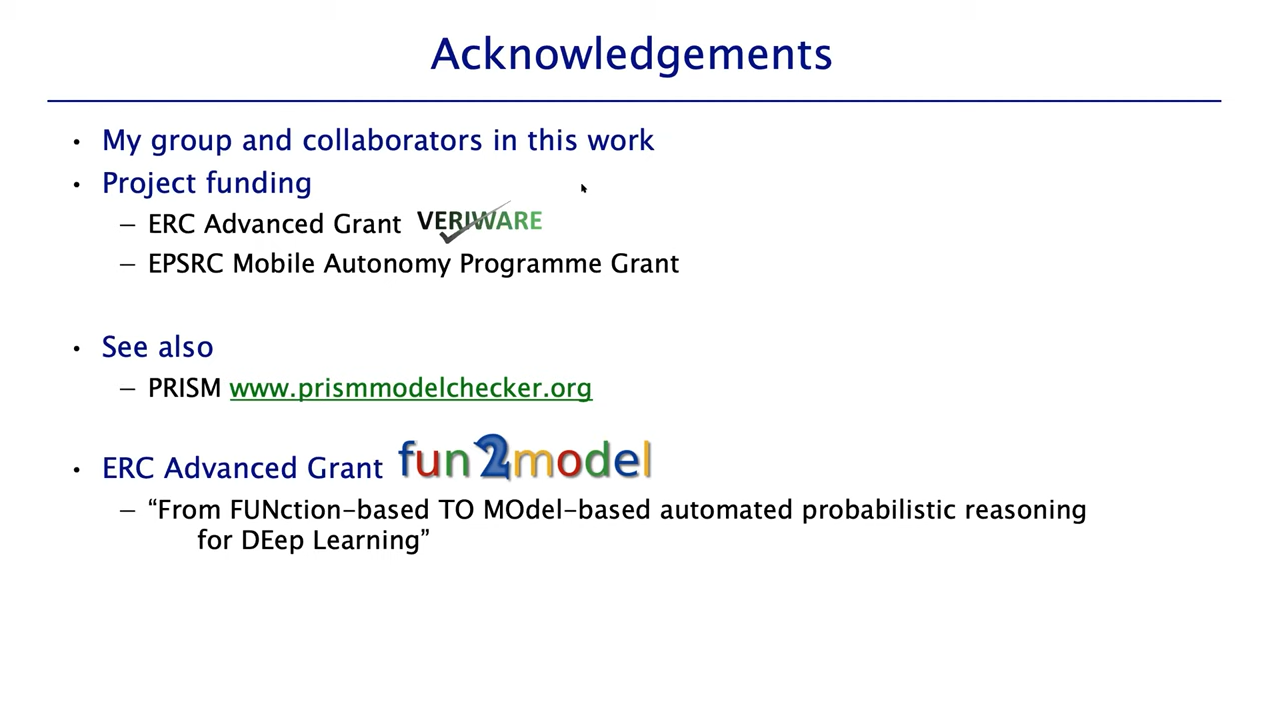 Acknowledgements
• My group and collaborators in this work
• Project funding
– ERC Advanced Grant VERIWARE
– EPSRC Mobile Autonomy Programme Grant
• See also
– PRISM www.prismmodelchecker.org
• ERC Advanced Grant fun2model
– “From FUNction-based TO MOdel-based automated probabilistic reasoning
for DEep Learning”